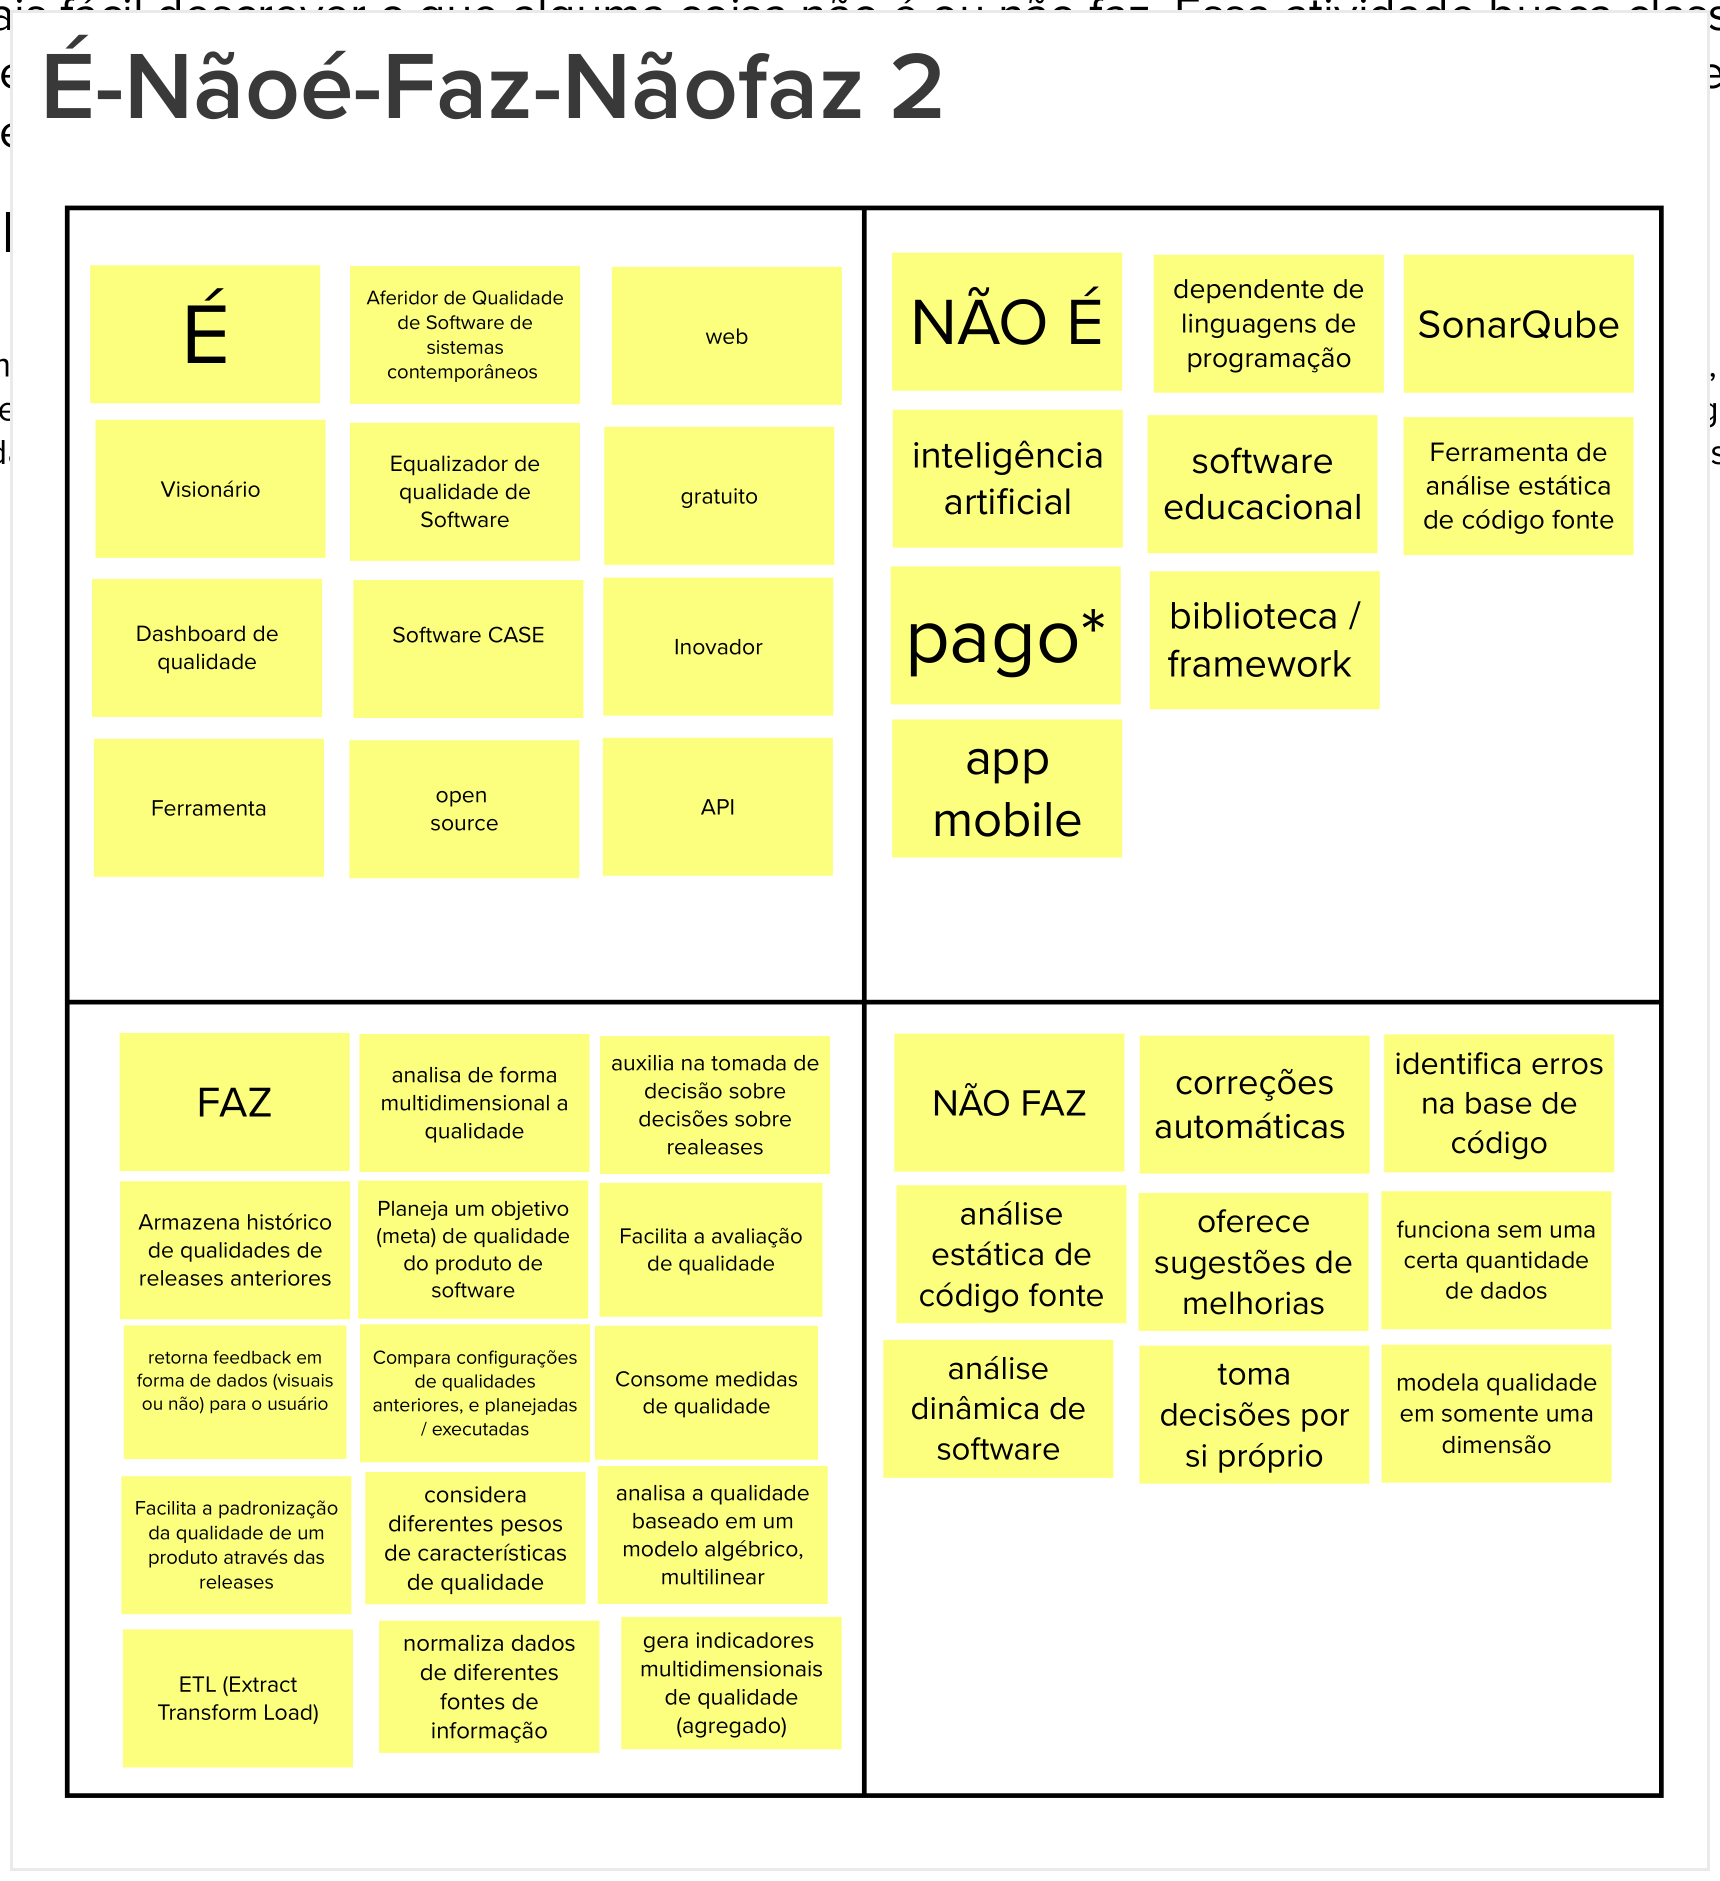 É-Nãoé-Faz-Nãofaz 2
É
Aferidor de Qualidade
de Software de
sistemas
contemporâneos
web
Visionário
Equalizador de
qualidade de
Software
gratuito
Dashboard de
qualidade
Software CASE
Inovador
Ferramenta
open
source
API
NÃO É
dependente de
linguagens de
programação
SonarQube
inteligência
artificial
software
educacional
Ferramenta de
análise estática
de código fonte
pago*
biblioteca /
framework
app
mobile
FAZ
analisa de forma
multidimensional a
qualidade
auxilia na tomada de
decisão sobre
decisões sobre
realeases
Armazena histórico
de qualidades de
releases anteriores
Planeja um objetivo
(meta) de qualidade
do produto de
software
Facilita a avaliação
de qualidade
retorna feedback em
forma de dados (visuais
ou não) para o usuário
Compara configurações
de qualidades
anteriores, e planejadas
/ executadas
Consome medidas
de qualidade
Facilita a padronização
da qualidade de um
produto através das
releases
considera
diferentes pesos
de características
de qualidade
analisa a qualidade
baseado em um
modelo algébrico,
multilinear
ETL (Extract
Transform Load)
normaliza dados
de diferentes
fontes de
informação
gera indicadores
multidimensionais
de qualidade
(agregado)
NÃO FAZ
correções
automáticas
identifica erros
na base de
código
análise
estática de
código fonte
oferece
sugestões de
melhorias
funciona sem uma
certa quantidade
de dados
análise
dinâmica de
software
toma
decisões por
si próprio
modela qualidade
em somente uma
dimensão